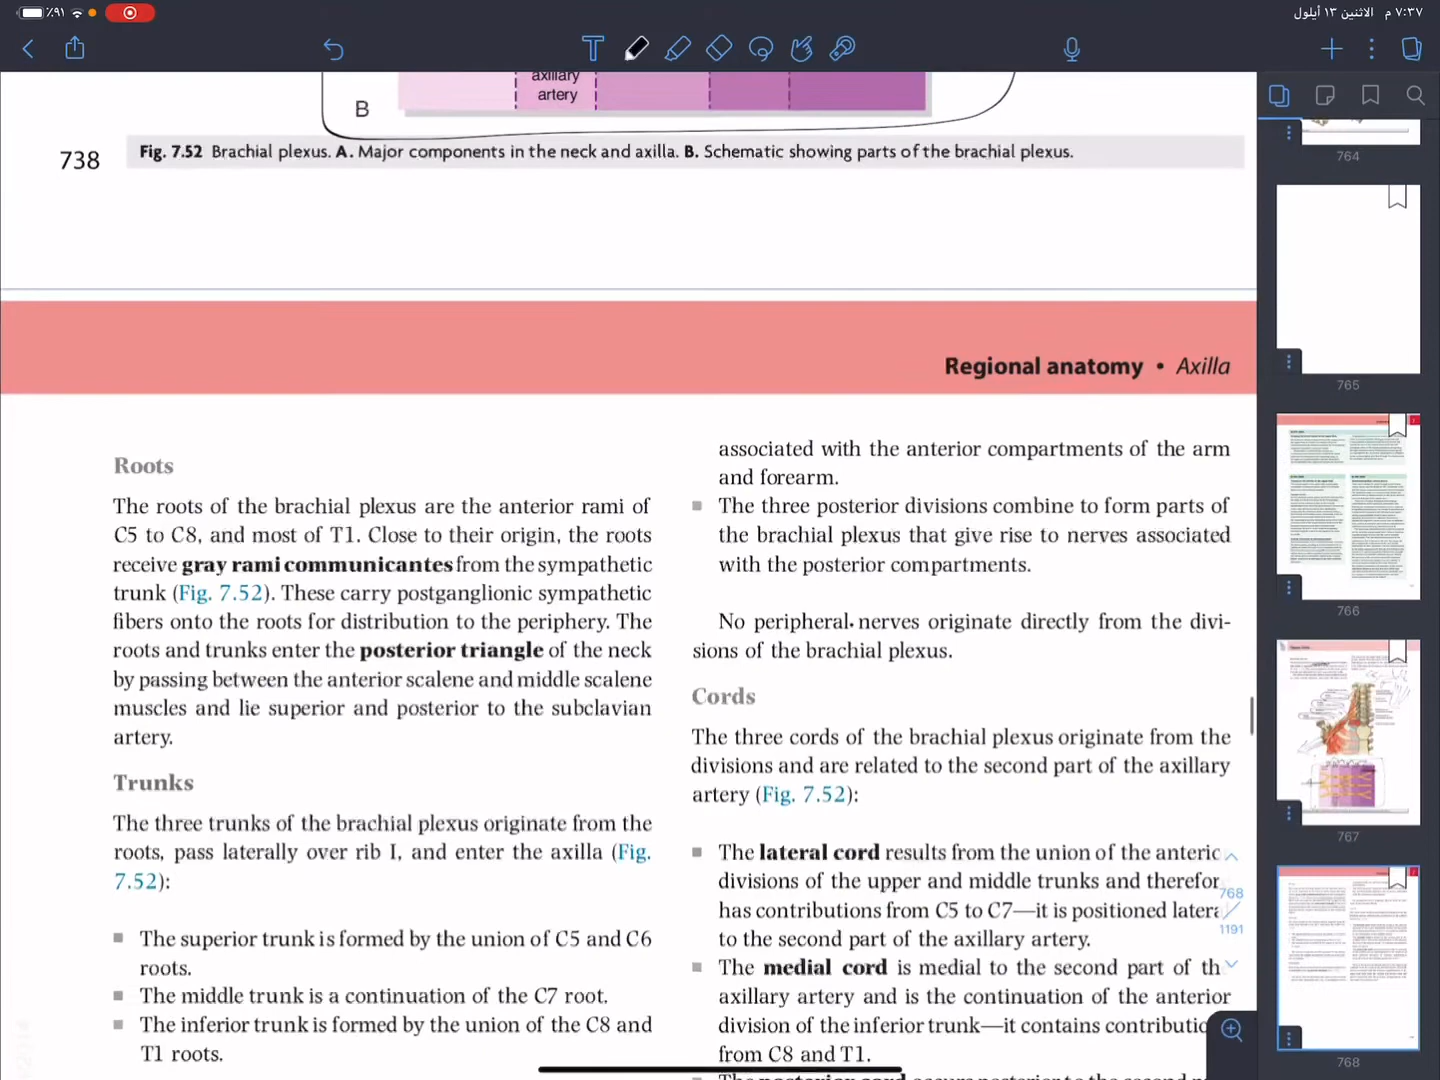 ٪٩١
٧:٣٧ م الاثنين ١٣ أيلول
axillary
artery
B
738
Fig. 7.52 Brachial plexus. A. Major components in the neck and axilla. B. Schematic showing parts of the brachial plexus.
Regional anatomy • Axilla
Roots
The roots of the brachial plexus are the anterior rami of
C5 to C8, and most of T1. Close to their origin, the roots
receive gray rami communicantes from the sympathetic
trunk (Fig. 7.52). These carry postganglionic sympathetic
fibers onto the roots for distribution to the periphery. The
roots and trunks enter the posterior triangle of the neck
by passing between the anterior scalene and middle scalene
muscles and lie superior and posterior to the subclavian
artery.
Trunks
The three trunks of the brachial plexus originate from the
roots, pass laterally over rib I, and enter the axilla (Fig.
7.52):
■ The superior trunk is formed by the union of C5 and C6
roots.
■ The middle trunk is a continuation of the C7 root.
■ The inferior trunk is formed by the union of the C8 and
T1 roots.
associated with the anterior compartments of the arm
and forearm.
■ The three posterior divisions combine to form parts of
the brachial plexus that give rise to nerves associated
with the posterior compartments.
No peripheral nerves originate directly from the divi-
sions of the brachial plexus.
Cords
The three cords of the brachial plexus originate from the
divisions and are related to the second part of the axillary
artery (Fig. 7.52):
■ The lateral cord results from the union of the anteric
divisions of the upper and middle trunks and therefor
has contributions from C5 to C7—it is positioned latera
to the second part of the axillary artery.
■ The medial cord is medial to the second part of th
axillary artery and is the continuation of the anterior
division of the inferior trunk—it contains contributio
from C8 and T1.
768
1191
764
765
766
767
768